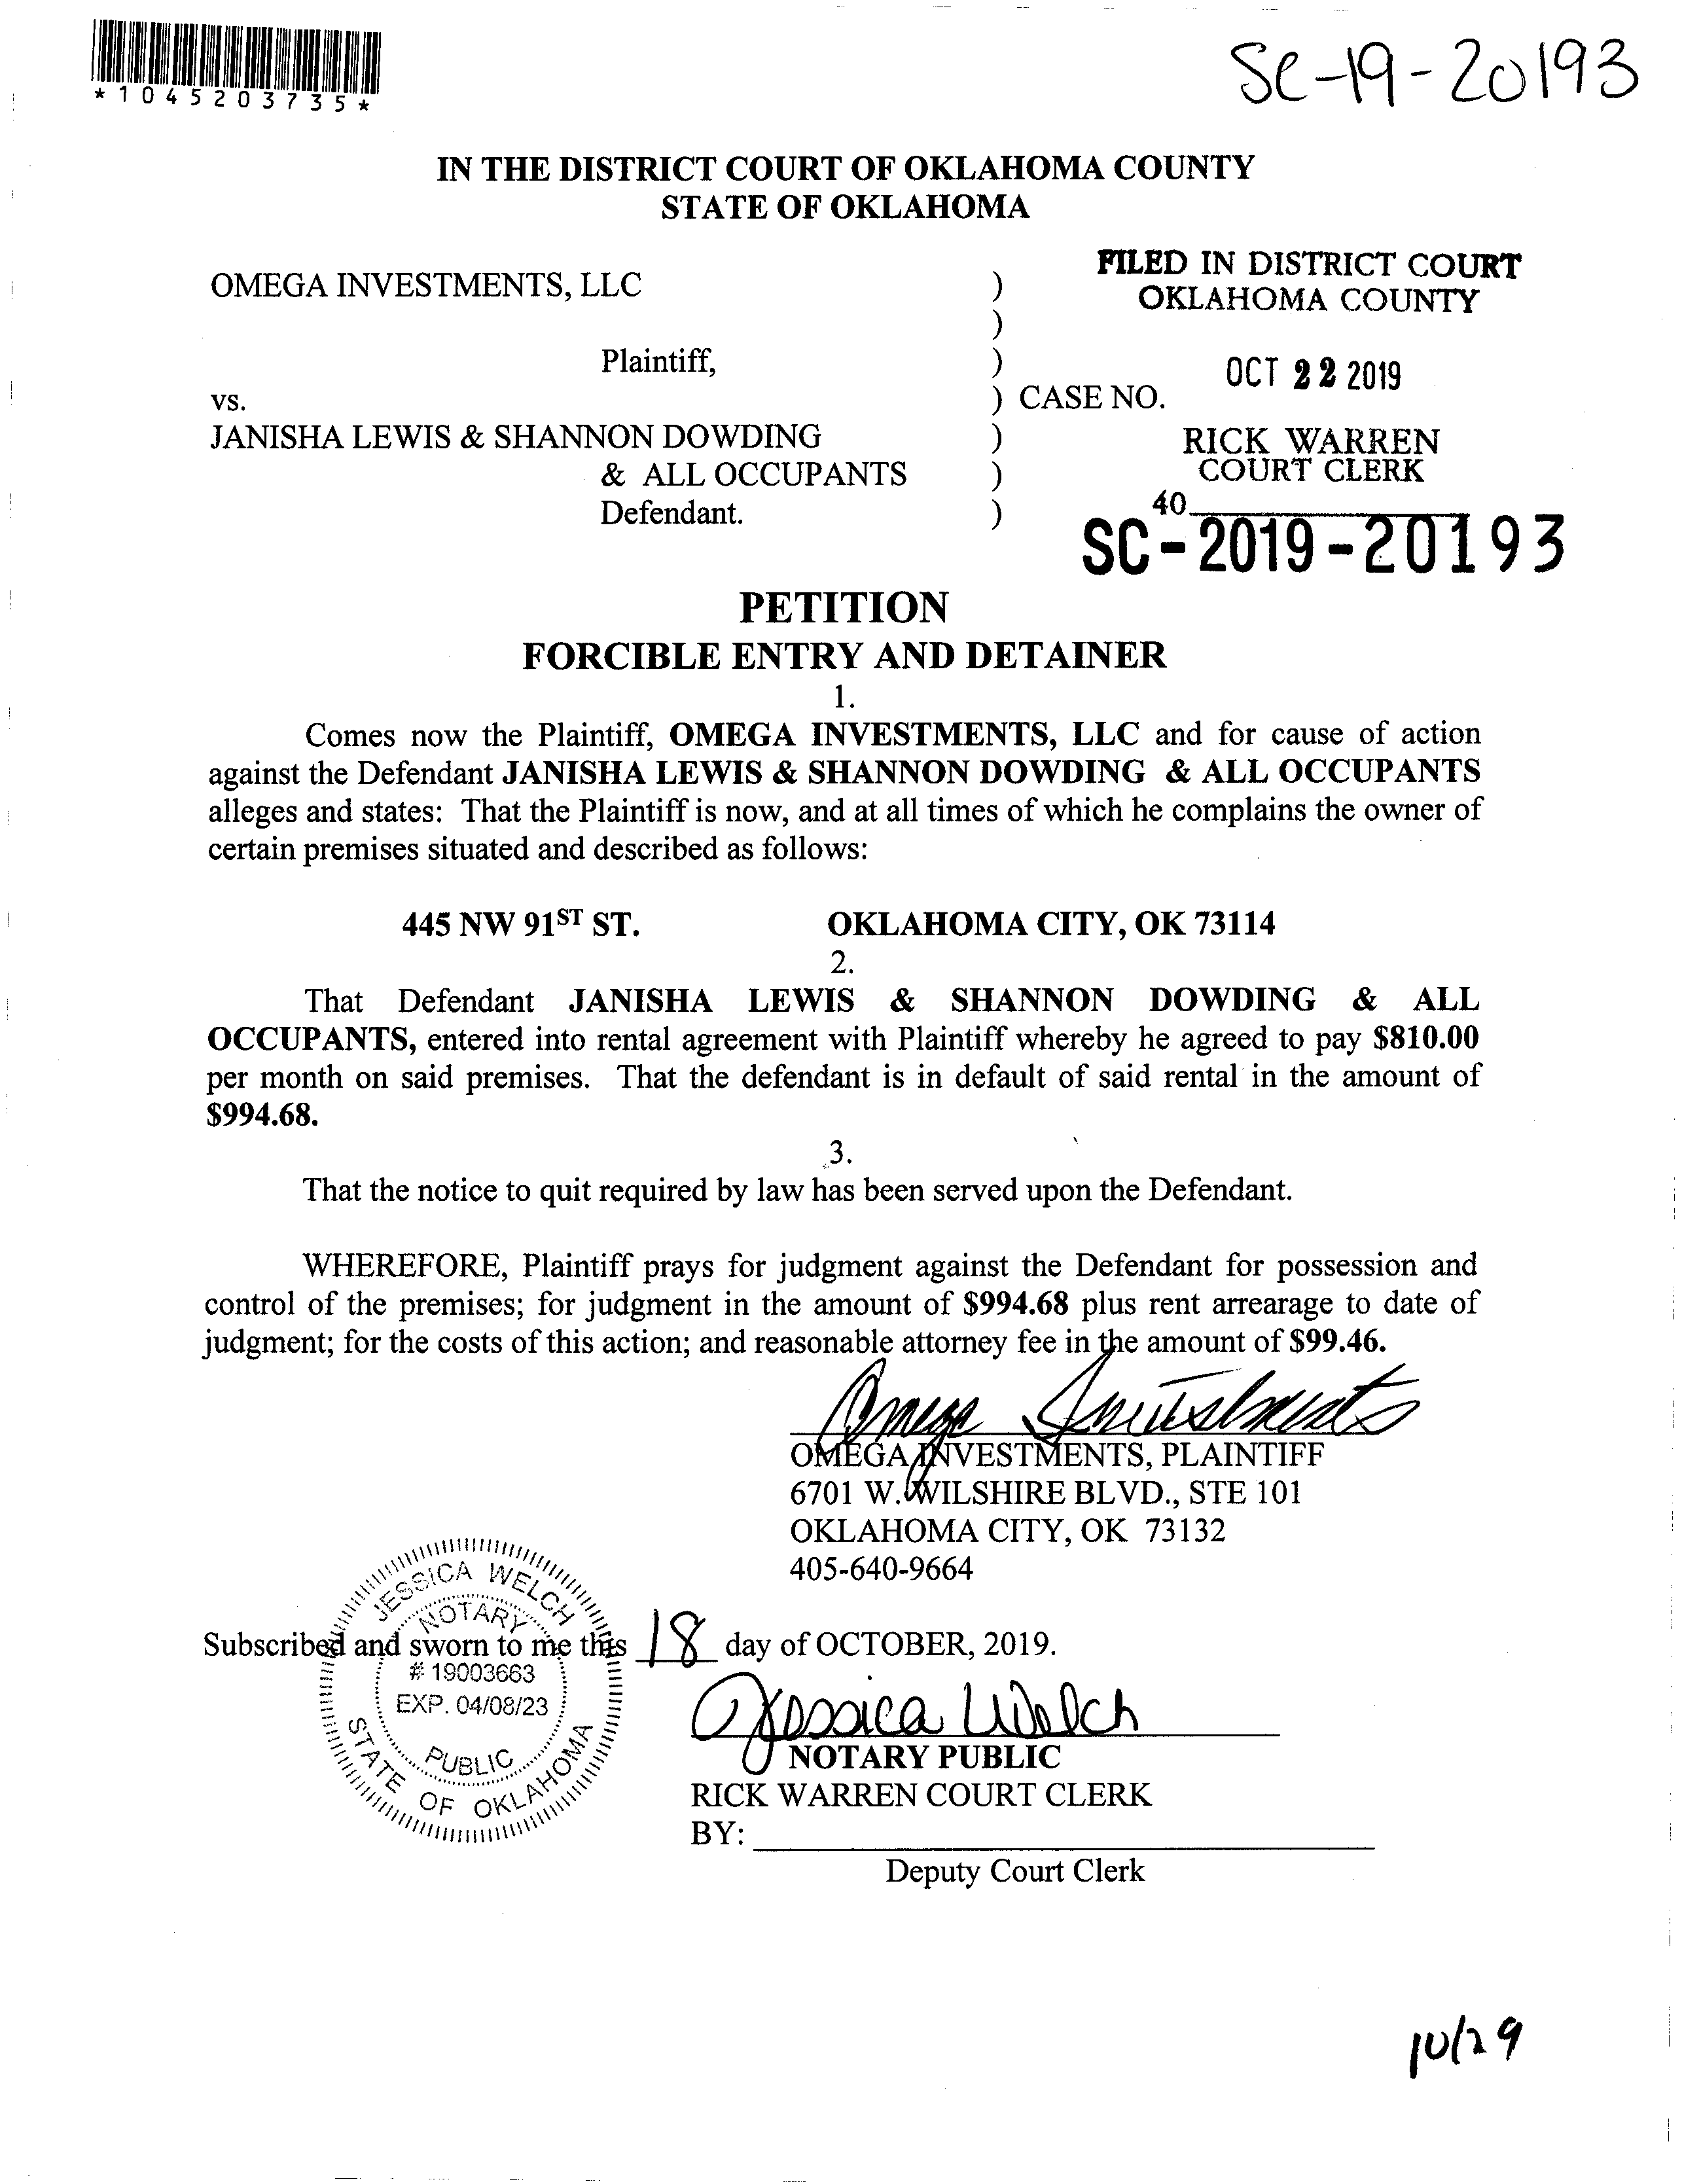 *1045203735*
SC-19-20193
IN THE DISTRICT COURT OF OKLAHOMA COUNTY
STATE OF OKLAHOMA
FILED IN DISTRICT COURT
OKLAHOMA COUNTY
OMEGA INVESTMENTS, LLC )
)
Plaintiff, )
OCT 22 2019
vs. ) CASE NO.
JANISHA LEWIS & SHANNON DOWDING )
RICK WARREN
COURT CLERK
& ALL OCCUPANTS )
Defendant. )
40
SC-2019-20193
PETITION
FORCIBLE ENTRY AND DETAINER
1.
Comes now the Plaintiff, OMEGA INVESTMENTS, LLC and for cause of action
against the Defendant JANISHA LEWIS & SHANNON DOWDING & ALL OCCUPANTS
alleges and states: That the Plaintiff is now, and at all times of which he complains the owner of
certain premises situated and described as follows:
445 NW 91ST ST. OKLAHOMA CITY, OK 73114
2.
That Defendant JANISHA LEWIS & SHANNON DOWDING & ALL
OCCUPANTS, entered into rental agreement with Plaintiff whereby he agreed to pay $810.00
per month on said premises. That the defendant is in default of said rental in the amount of
$994.68.
3.
That the notice to quit required by law has been served upon the Defendant.
WHEREFORE, Plaintiff prays for judgment against the Defendant for possession and
control of the premises; for judgment in the amount of $994.68 plus rent arrearage to date of
judgment; for the costs of this action; and reasonable attorney fee in the amount of $99.46.
Omega Investments
OMEGA INVESTMENTS, PLAINTIFF
6701 W. WILSHIRE BLVD., STE 101
OKLAHOMA CITY, OK 73132
405-640-9664
JESSICA WELCH
NOTARY
Subscribed and sworn to me this 18 day of OCTOBER, 2019.
# 19003663
EXP. 04/08/23
PUBLIC
STATE OF OKLAHOMA
Jessica Welch
NOTARY PUBLIC
RICK WARREN COURT CLERK
BY:
Deputy Court Clerk
10/29